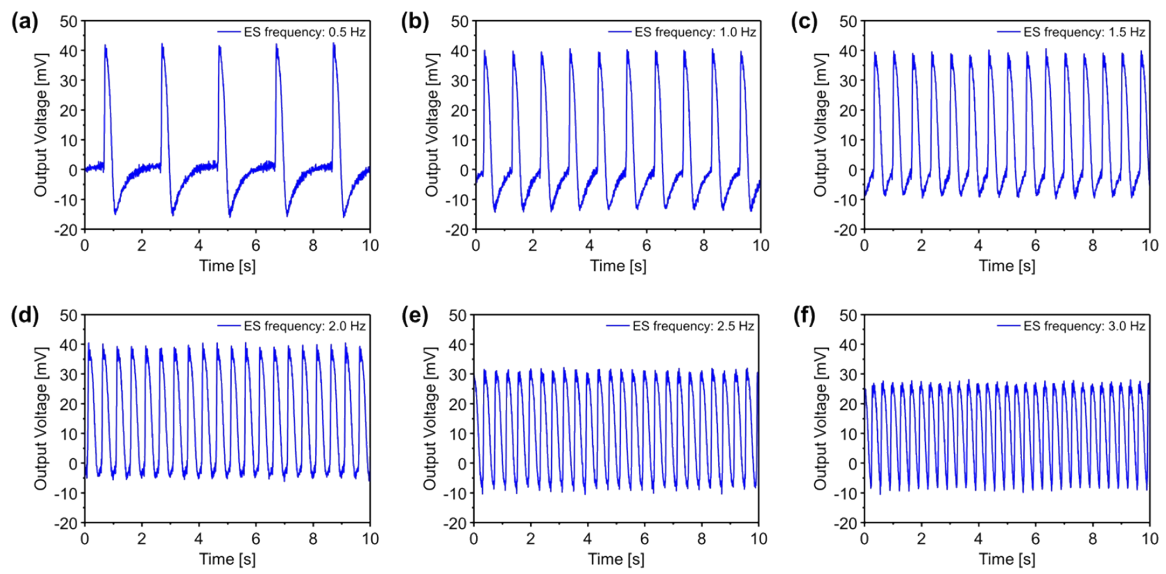 (a)
50
40
30
20
10
0
-10
-20
Output Voltage [mV]
ES frequency: 0.5 Hz
0 2 4 6 8 10
Time [s]
(b)
50
40
30
20
10
0
-10
-20
Output Voltage [mV]
ES frequency: 1.0 Hz
0 2 4 6 8 10
Time [s]
(c)
50
40
30
20
10
0
-10
-20
Output Voltage [mV]
ES frequency: 1.5 Hz
0 2 4 6 8 10
Time [s]
(d)
50
40
30
20
10
0
-10
-20
Output Voltage [mV]
ES frequency: 2.0 Hz
0 2 4 6 8 10
Time [s]
(e)
50
40
30
20
10
0
-10
-20
Output Voltage [mV]
ES frequency: 2.5 Hz
0 2 4 6 8 10
Time [s]
(f)
50
40
30
20
10
0
-10
-20
Output Voltage [mV]
ES frequency: 3.0 Hz
0 2 4 6 8 10
Time [s]